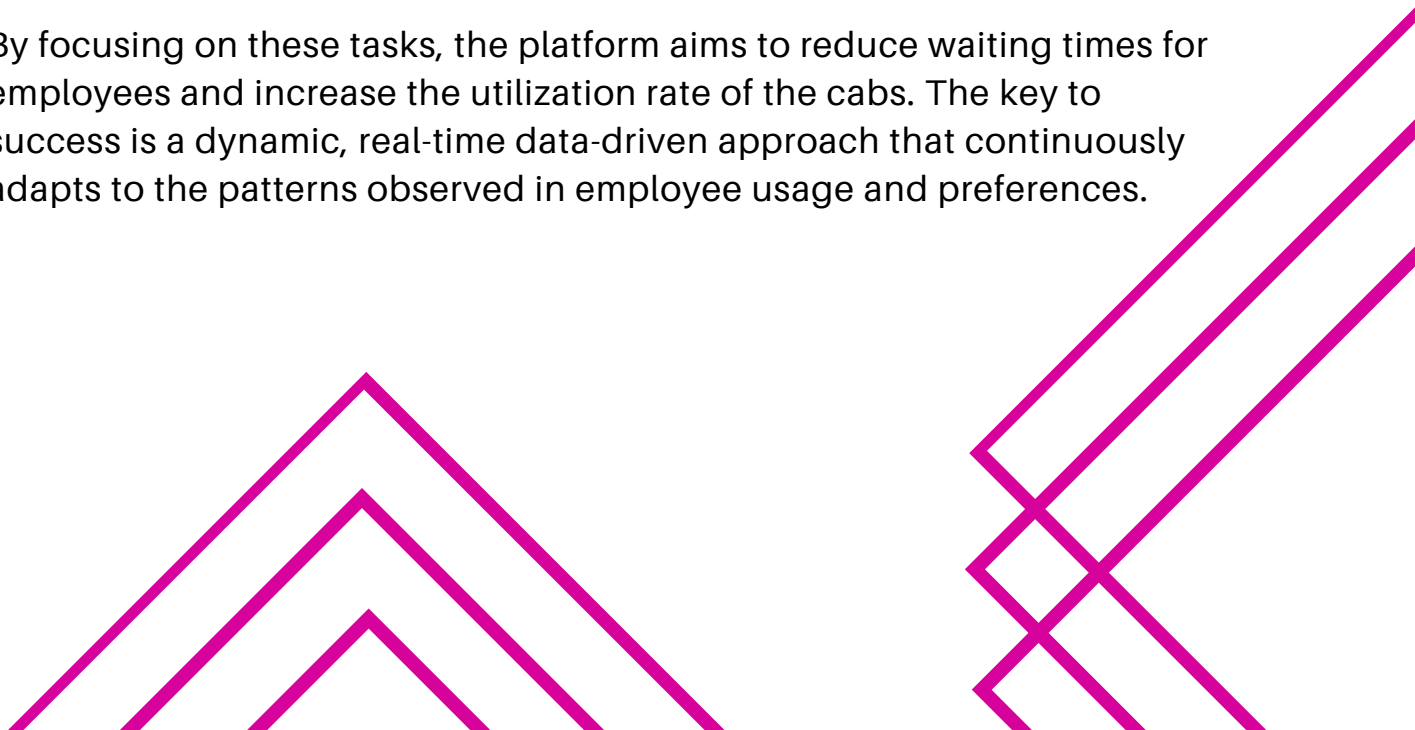 By focusing on these tasks, the platform aims to reduce waiting times for
employees and increase the utilization rate of the cabs. The key to
success is a dynamic, real-time data-driven approach that continuously
adapts to the patterns observed in employee usage and preferences.